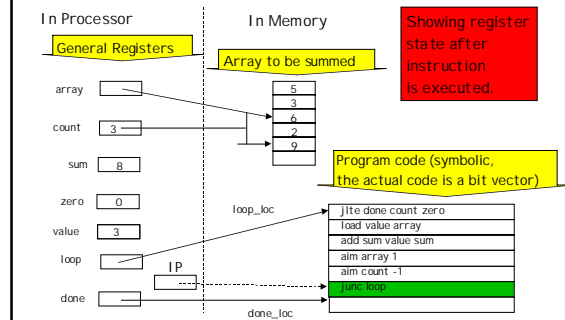 In Processor
In Memory
General Registers
Array to be summed
Showing register
state after
instruction
is executed.
array
5
3
6
2
9
count
3
sum
8
Program code (symbolic,
the actual code is a bit vector)
zero
0
value
3
loop
loop_loc
jlte done count zero
load value array
add sum value sum
aim array 1
aim count -1
junc loop
IP
done
done_loc